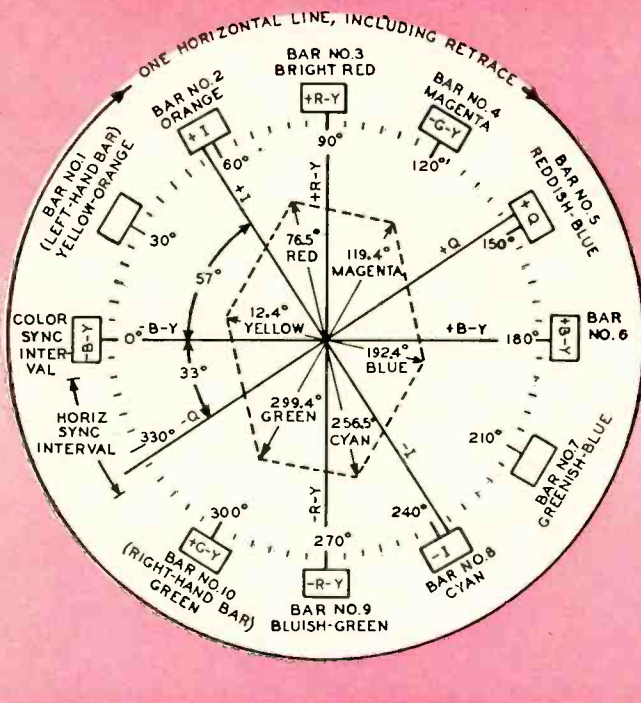 ONE HORIZONTAL LINE, INCLUDING RETRACE
BAR NO.1
(LEFT-HAND BAR)
YELLOW-ORANGE
30°
BAR NO.2
ORANGE
+I
60°
+I
BAR NO.3
BRIGHT RED
+R-Y
90°
+R-Y
BAR NO.4
MAGENTA
-G-Y
120°
BAR NO.5
REDDISH-BLUE
+Q
150°
+Q
BAR
NO.6
+B-Y
180°
+B-Y
BAR NO.7
GREENISH-BLUE
210°
BAR NO.8
CYAN
-I
240°
-I
BAR NO.9
BLUISH-GREEN
-R-Y
270°
-R-Y
BAR NO.10
(RIGHT-HAND BAR)
GREEN
+G-Y
300°
330°
-Q
HORIZ
SYNC
INTERVAL
COLOR
SYNC
INTER
VAL
-B-Y
0°
-B-Y
57°
33°
76.5°
RED
119.4°
MAGENTA
12.4°
YELLOW
192.4°
BLUE
299.4°
GREEN
256.5°
CYAN